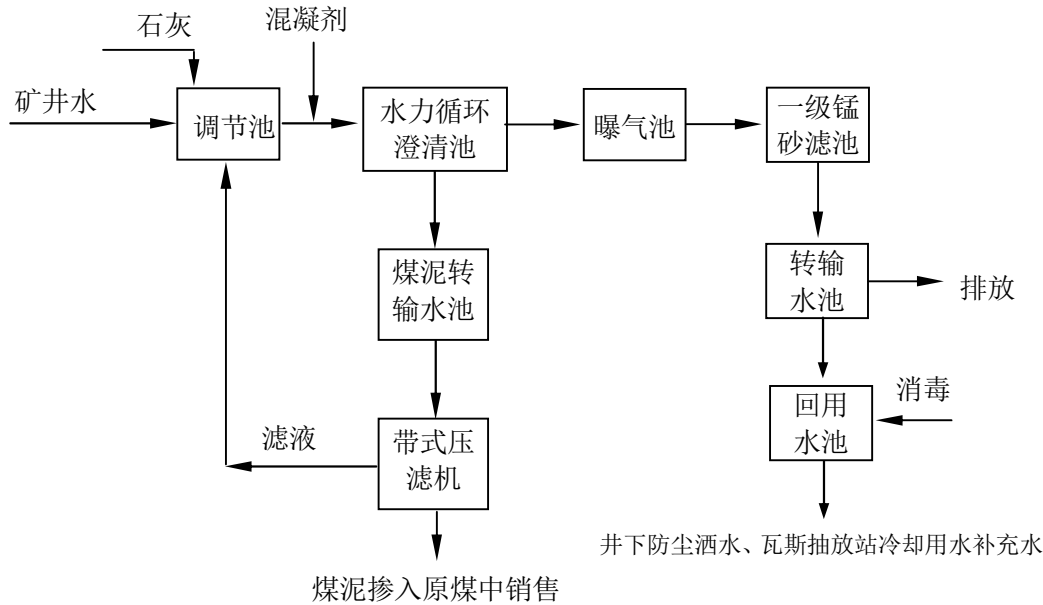 石灰
混凝剂
矿井水
调节池
水力循环
澄清池
曝气池
一级锰
砂滤池
煤泥转
输水池
转输
水池
排放
回用
水池
消毒
滤液
带式压
滤机
井下防尘洒水、瓦斯抽放站冷却用水补充水
煤泥掺入原煤中销售